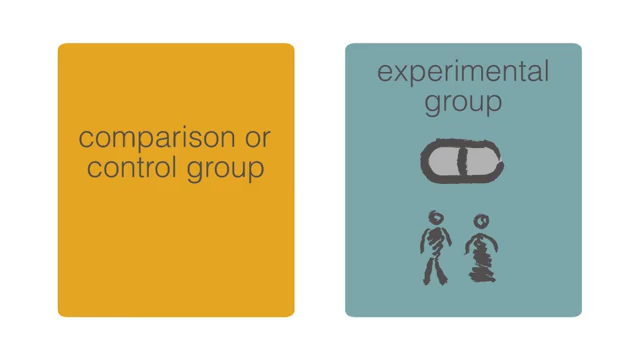 comparison or
control group
experimental
group